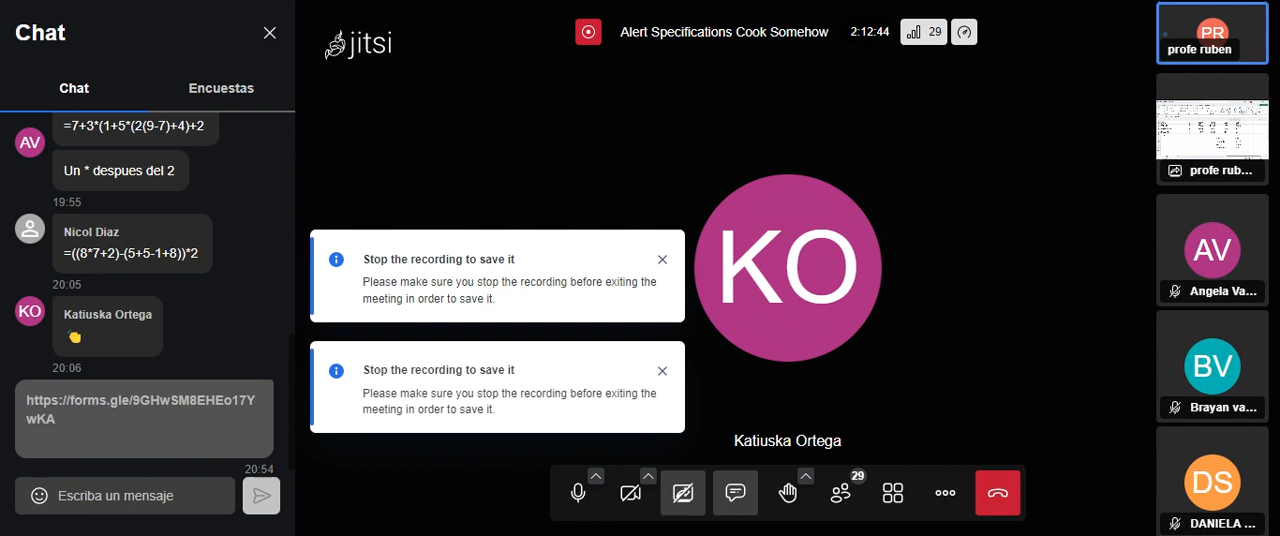 Chat
Chat
Encuestas
AV
=7+3*(1+5*(2(9-7)+4)+2
Un * despues del 2
19:55
Nicol Diaz
=((8*7+2)-(5+5-1+8))*2
20:05
KO
Katiuska Ortega
20:06
https://forms.gle/9GHwSM8EHEo17Y
wKA
20:54
Escriba un mensaje
jitsi
Alert Specifications Cook Somehow
2:12:44
29
Stop the recording to save it
Please make sure you stop the recording before exiting the
meeting in order to save it.
Stop the recording to save it
Please make sure you stop the recording before exiting the
meeting in order to save it.
KO
Katiuska Ortega
29
PR
profe ruben
profe rub...
AV
Angela Va...
BV
Brayan va...
DS
DANIELA ...